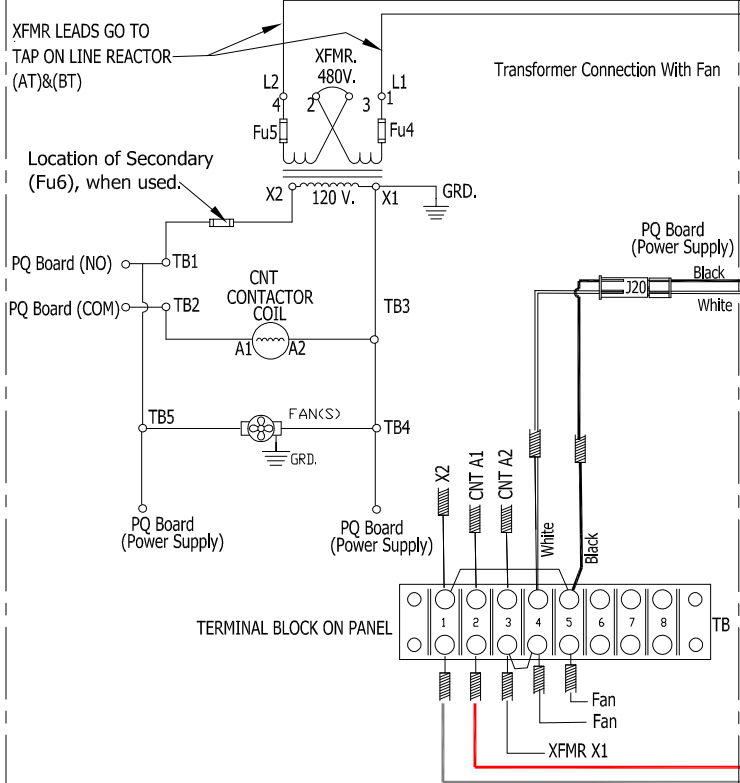 XFMR LEADS GO TO
TAP ON LINE REACTOR
(AT)&(BT)
XFMR.
480V.
Transformer Connection With Fan
L2
L1
4
2
3
1
Fu5
Fu4
Location of Secondary
(Fu6), when used.
X2
120 V.
X1
GRD.
PQ Board (NO)
TB1
PQ Board (COM)
TB2
CNT
CONTACTOR
COIL
TB3
A1
A2
PQ Board
(Power Supply)
Black
J20
White
TB5
FAN(S)
TB4
GRD.
PQ Board
(Power Supply)
PQ Board
(Power Supply)
X2
CNT A1
CNT A2
White
Black
TERMINAL BLOCK ON PANEL
1
2
3
4
5
6
7
8
TB
Fan
Fan
XFMR X1